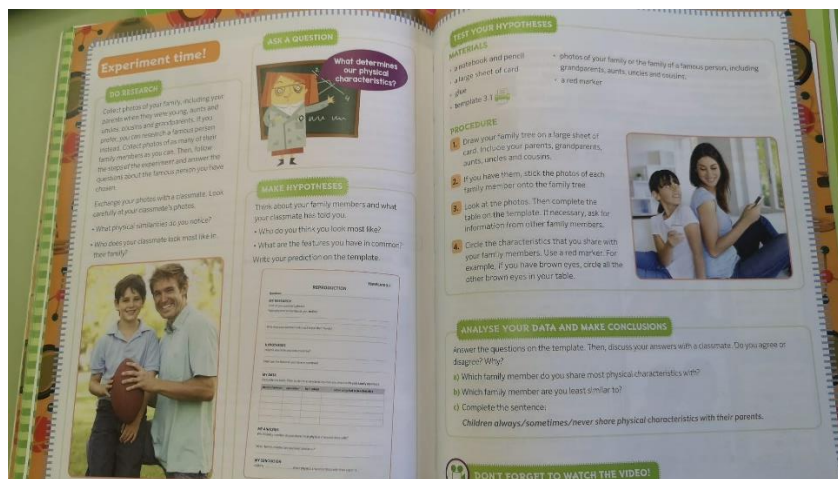 Experiment time!
DO RESEARCH
Collect photos of your family, including your
parents when they were young, aunts and
uncles, cousins and grandparents. If you
prefer, you can research a famous person
instead. Collect photos of as many of their
family members as you can. Then, follow
the steps of the experiment and answer the
questions about the famous person you have
chosen.
Exchange your photos with a classmate. Look
carefully at your classmate's photos.
• What physical similarities do you notice?
• Who does your classmate look most like in
their family?
ASK A QUESTION
What determines
our physical
characteristics?
MAKE HYPOTHESES
Think about your family members and what
your classmate has told you.
• Who do you think you look most like?
• What are the features you have in common?
Write your prediction on the template.
REPRODUCTION
TEST YOUR HYPOTHESES
MATERIALS
• a notebook and pencil
• a large sheet of card
• glue
• template 3.1
• photos of your family or the family of a famous person, including
grandparents, aunts, uncles and cousins.
• a red marker
PROCEDURE
1. Draw your family tree on a large sheet of
card. Include your parents, grandparents,
aunts, uncles and cousins.
2. If you have them, stick the photos of each
family member onto the family tree.
3. Look at the photos. Then complete the
table on the template. If necessary, ask for
information from other family members.
4. Circle the characteristics that you share with
your family members. Use a red marker. For
example, if you have brown eyes, circle all the
other brown eyes in your table.
ANALYSE YOUR DATA AND MAKE CONCLUSIONS
Answer the questions on the template. Then, discuss your answers with a classmate. Do you agree or
disagree? Why?
a) Which family member do you share most physical characteristics with?
b) Which family member are you least similar to?
c) Complete the sentence:
Children always/sometimes/never share physical characteristics with their parents.
DON'T FORGET TO WATCH THE VIDEO!